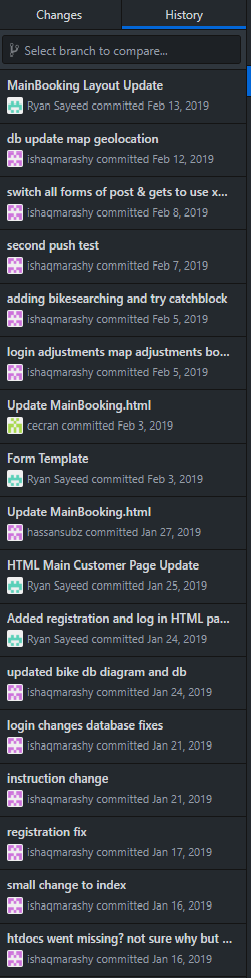 Changes
History
Select branch to compare...
MainBooking Layout Update
Ryan Sayeed committed Feb 13, 2019
db update map geolocation
ishaqmarashy committed Feb 12, 2019
switch all forms of post & gets to use x...
ishaqmarashy committed Feb 8, 2019
second push test
ishaqmarashy committed Feb 7, 2019
adding bikesearching and try catchblock
ishaqmarashy committed Feb 5, 2019
login adjustments map adjustments bo...
ishaqmarashy committed Feb 5, 2019
Update MainBooking.html
cecran committed Feb 3, 2019
Form Template
Ryan Sayeed committed Feb 3, 2019
Update MainBooking.html
hassansubz committed Jan 27, 2019
HTML Main Customer Page Update
Ryan Sayeed committed Jan 25, 2019
Added registration and log in HTML pa...
Ryan Sayeed committed Jan 24, 2019
updated bike db diagram and db
ishaqmarashy committed Jan 24, 2019
login changes database fixes
ishaqmarashy committed Jan 21, 2019
instruction change
ishaqmarashy committed Jan 21, 2019
registration fix
ishaqmarashy committed Jan 17, 2019
small change to index
ishaqmarashy committed Jan 16, 2019
htdocs went missing? not sure why but ...
ishaqmarashy committed Jan 16, 2019